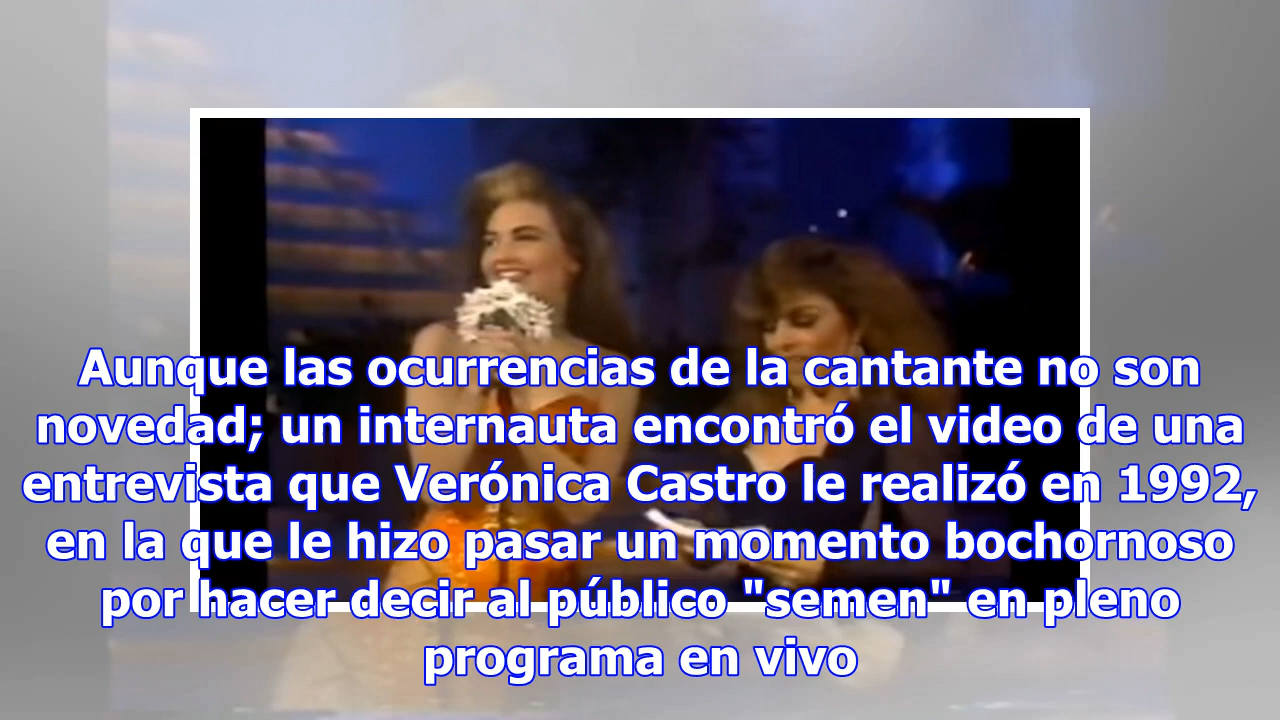 Aunque las ocurrencias de la cantante no son
novedad; un internauta encontró el video de una
entrevista que Verónica Castro le realizó en 1992,
en la que le hizo pasar un momento bochornoso
por hacer decir al público "semen" en pleno
programa en vivo